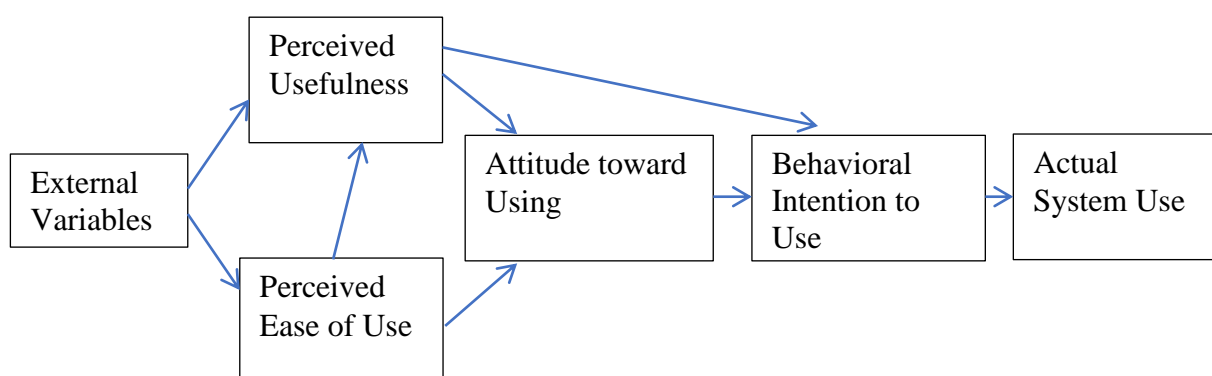 Perceived
Usefulness
External
Variables
Perceived
Ease of Use
Attitude toward
Using
Behavioral
Intention to
Use
Actual
System Use